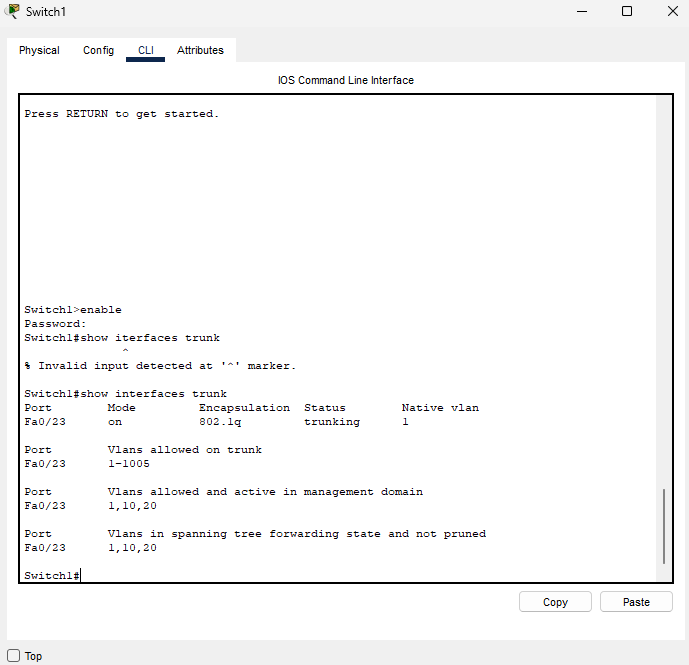 Switch1
Physical Config CLI Attributes
IOS Command Line Interface
Press RETURN to get started.
Switch1>enable
Password:
Switch1#show iterfaces trunk
^
% Invalid input detected at '^' marker.
Switch1#show interfaces trunk
Port Mode Encapsulation Status Native vlan
Fa0/23 on 802.1q trunking 1
Port Vlans allowed on trunk
Fa0/23 1-1005
Port Vlans allowed and active in management domain
Fa0/23 1,10,20
Port Vlans in spanning tree forwarding state and not pruned
Fa0/23 1,10,20
Switch1#
Copy Paste
Top